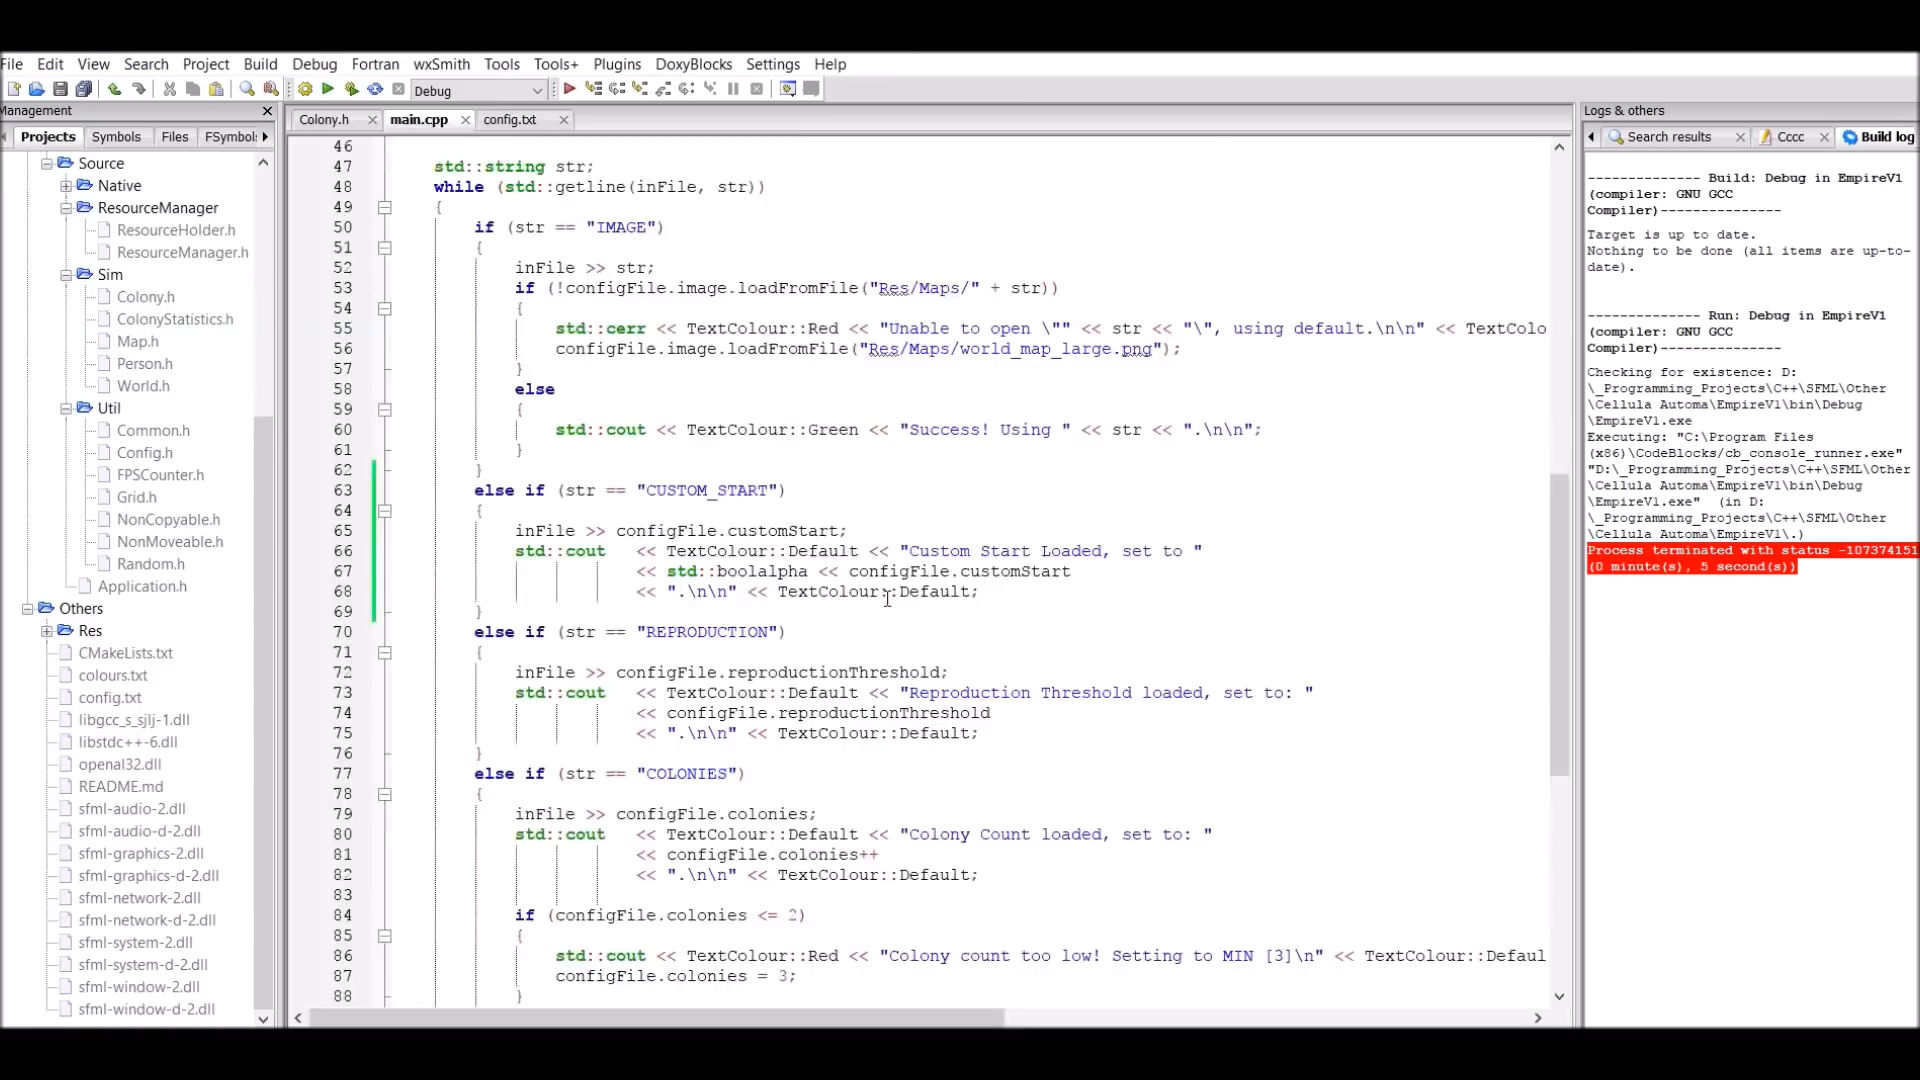 File Edit View Search Project Build Debug Fortran wxSmith Tools Tools+ Plugins DoxyBlocks Settings Help
Debug
Management
Projects Symbols Files FSymbols
Source
Native
ResourceManager
ResourceHolder.h
ResourceManager.h
Sim
Colony.h
ColonyStatistics.h
Map.h
Person.h
World.h
Util
Common.h
Config.h
FPSCounter.h
Grid.h
NonCopyable.h
NonMoveable.h
Random.h
Application.h
Others
Res
CMakeLists.txt
colours.txt
config.txt
libgcc_s_sjlj-1.dll
libstdc++-6.dll
openal32.dll
README.md
sfml-audio-2.dll
sfml-audio-d-2.dll
sfml-graphics-2.dll
sfml-graphics-d-2.dll
sfml-network-2.dll
sfml-network-d-2.dll
sfml-system-2.dll
sfml-system-d-2.dll
sfml-window-2.dll
sfml-window-d-2.dll
Colony.h main.cpp config.txt
46
47 std::string str;
48 while (std::getline(inFile, str))
49 {
50 if (str == "IMAGE")
51 {
52 inFile >> str;
53 if (!configFile.image.loadFromFile("Res/Maps/" + str))
54 {
55 std::cerr << TextColour::Red << "Unable to open \"" << str << "\", using default.\n\n" << TextColo
56 configFile.image.loadFromFile("Res/Maps/world_map_large.png");
57 }
58 else
59 {
60 std::cout << TextColour::Green << "Success! Using " << str << ".\n\n";
61 }
62 }
63 else if (str == "CUSTOM_START")
64 {
65 inFile >> configFile.customStart;
66 std::cout << TextColour::Default << "Custom Start Loaded, set to "
67 << std::boolalpha << configFile.customStart
68 << ".\n\n" << TextColour::Default;
69 }
70 else if (str == "REPRODUCTION")
71 {
72 inFile >> configFile.reproductionThreshold;
73 std::cout << TextColour::Default << "Reproduction Threshold loaded, set to: "
74 << configFile.reproductionThreshold
75 << ".\n\n" << TextColour::Default;
76 }
77 else if (str == "COLONIES")
78 {
79 inFile >> configFile.colonies;
80 std::cout << TextColour::Default << "Colony Count loaded, set to: "
81 << configFile.colonies++
82 << ".\n\n" << TextColour::Default;
83
84 if (configFile.colonies <= 2)
85 {
86 std::cout << TextColour::Red << "Colony count too low! Setting to MIN [3]\n" << TextColour::Defaul
87 configFile.colonies = 3;
88 }
Logs & others
Search results Cccc Build log
-------------- Build: Debug in EmpireV1
(compiler: GNU GCC
Compiler)---------------
Target is up to date.
Nothing to be done (all items are up-to-
date).
-------------- Run: Debug in EmpireV1
(compiler: GNU GCC
Compiler)---------------
Checking for existence: D:
\_Programming_Projects\C++\SFML\Other
\Cellula Automa\EmpireV1\bin\Debug
\EmpireV1.exe
Executing: "C:\Program Files
(x86)\CodeBlocks/cb_console_runner.exe"
"D:\_Programming_Projects\C++\SFML\Other
\Cellula Automa\EmpireV1\bin\Debug
\EmpireV1.exe" (in D:
\_Programming_Projects\C++\SFML\Other
\Cellula Automa\EmpireV1\.)
Process terminated with status -107374151
(0 minute(s), 5 second(s))